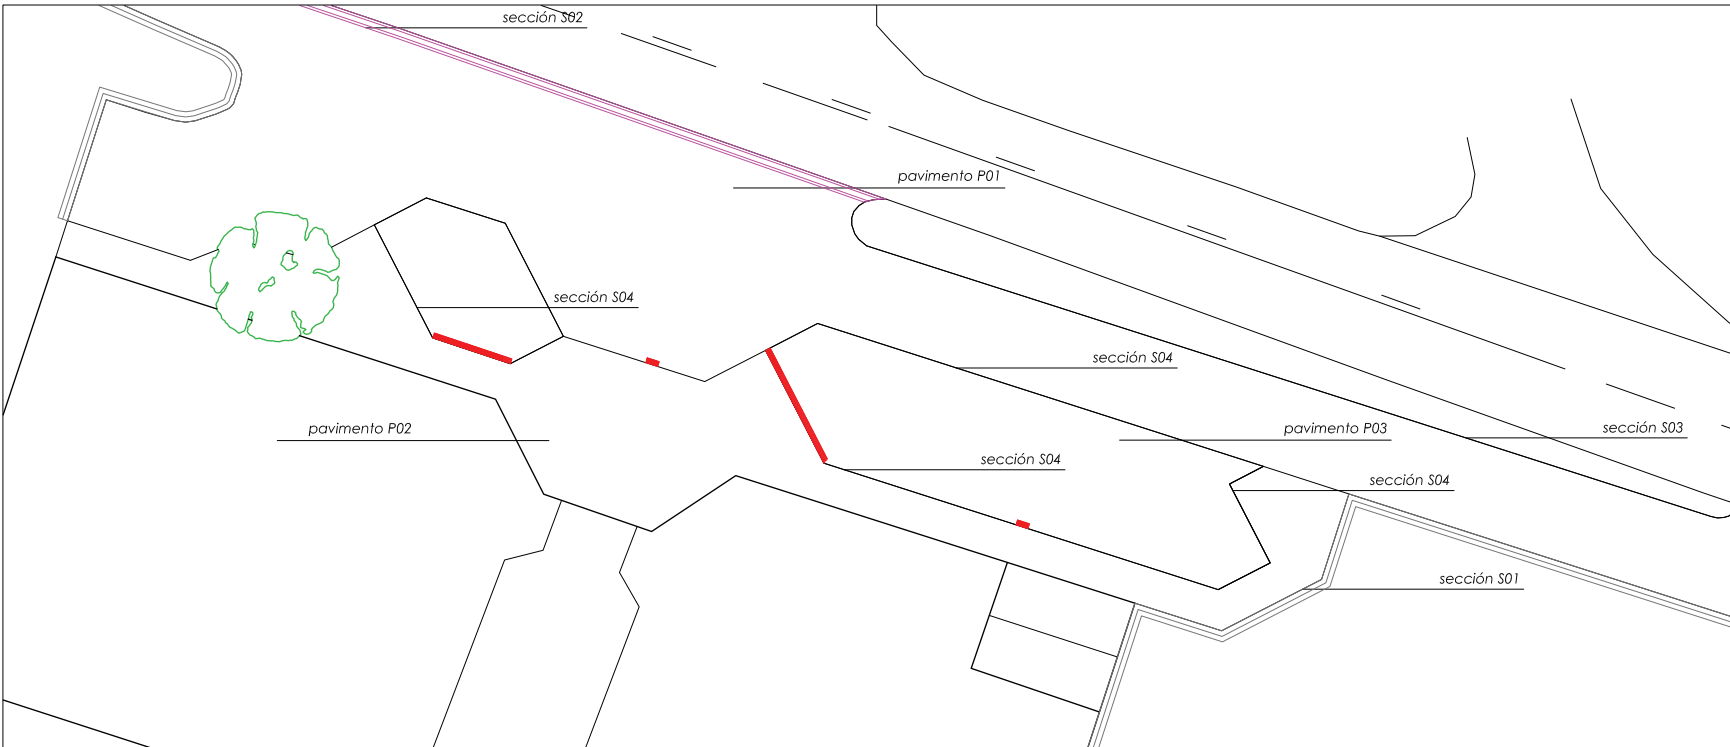 sección S02
pavimento P01
sección S04
sección S04
pavimento P02
pavimento P03
sección S03
sección S04
sección S04
sección S01